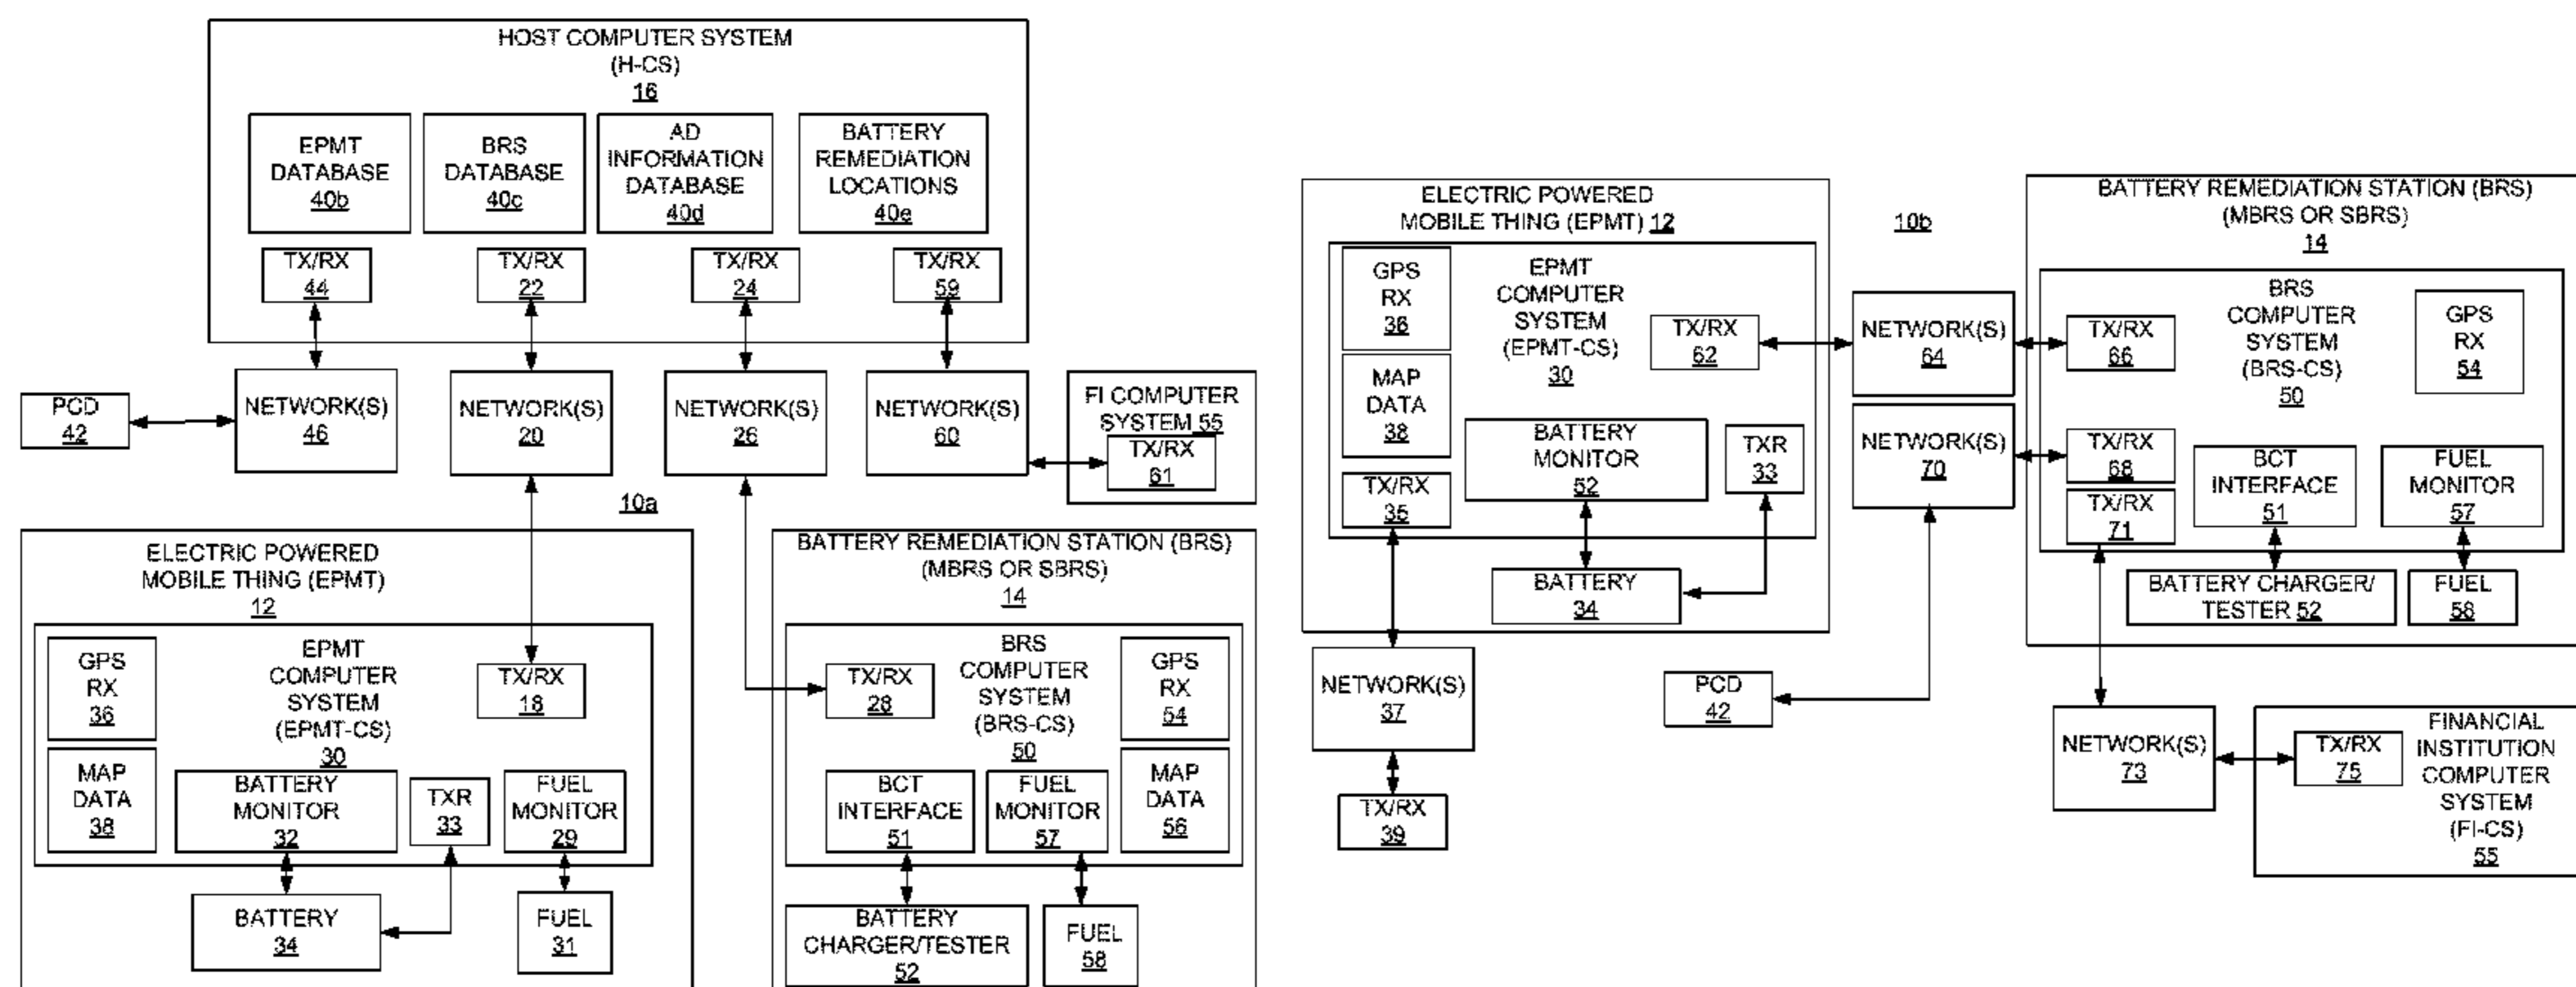 HOST COMPUTER SYSTEM
(H-CS)
16
EPMT
DATABASE
40b
BRS
DATABASE
40c
AD
INFORMATION
DATABASE
40d
BATTERY
REMEDIATION
LOCATIONS
40e
TX/RX
44
TX/RX
22
TX/RX
24
TX/RX
59
PCD
42
NETWORK(S)
46
NETWORK(S)
20
NETWORK(S)
26
NETWORK(S)
60
FI COMPUTER
SYSTEM 55
TX/RX
61
10a
ELECTRIC POWERED
MOBILE THING (EPMT)
12
GPS
RX
36
EPMT
COMPUTER
SYSTEM
(EPMT-CS)
30
TX/RX
18
MAP
DATA
38
BATTERY
MONITOR
32
TXR
33
FUEL
MONITOR
29
BATTERY
34
FUEL
31
BATTERY REMEDIATION STATION (BRS)
(MBRS OR SBRS)
14
TX/RX
28
BRS
COMPUTER
SYSTEM
(BRS-CS)
50
GPS
RX
54
BCT
INTERFACE
51
FUEL
MONITOR
57
MAP
DATA
56
BATTERY
CHARGER/TESTER
52
FUEL
58
ELECTRIC POWERED
MOBILE THING (EPMT) 12
GPS
RX
36
EPMT
COMPUTER
SYSTEM
(EPMT-CS)
30
TX/RX
62
MAP
DATA
38
BATTERY
MONITOR
52
TXR
33
TX/RX
35
BATTERY
34
NETWORK(S)
37
TX/RX
39
10b
NETWORK(S)
64
NETWORK(S)
70
PCD
42
BATTERY REMEDIATION STATION (BRS)
(MBRS OR SBRS)
14
TX/RX
66
BRS
COMPUTER
SYSTEM
(BRS-CS)
50
GPS
RX
54
TX/RX
68
TX/RX
71
BCT
INTERFACE
51
FUEL
MONITOR
57
BATTERY CHARGER/
TESTER 52
FUEL
58
NETWORK(S)
73
TX/RX
75
FINANCIAL
INSTITUTION
COMPUTER
SYSTEM
(FI-CS)
55